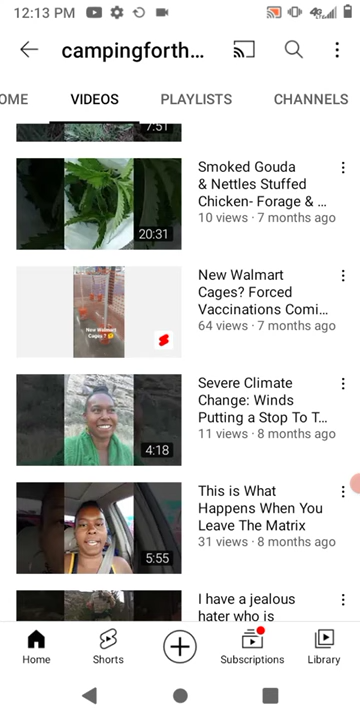 12:13 PM
4G
campingforth...
OME VIDEOS PLAYLISTS CHANNELS
7:51
Smoked Gouda
& Nettles Stuffed
Chicken- Forage & ...
10 views · 7 months ago
20:31
New Walmart
Cages? Forced
Vaccinations Comi...
64 views · 7 months ago
New Walmart
Cages ?
Severe Climate
Change: Winds
Putting a Stop To T...
11 views · 8 months ago
4:18
This is What
Happens When You
Leave The Matrix
31 views · 8 months ago
5:55
I have a jealous
hater who is
Home Shorts Subscriptions Library